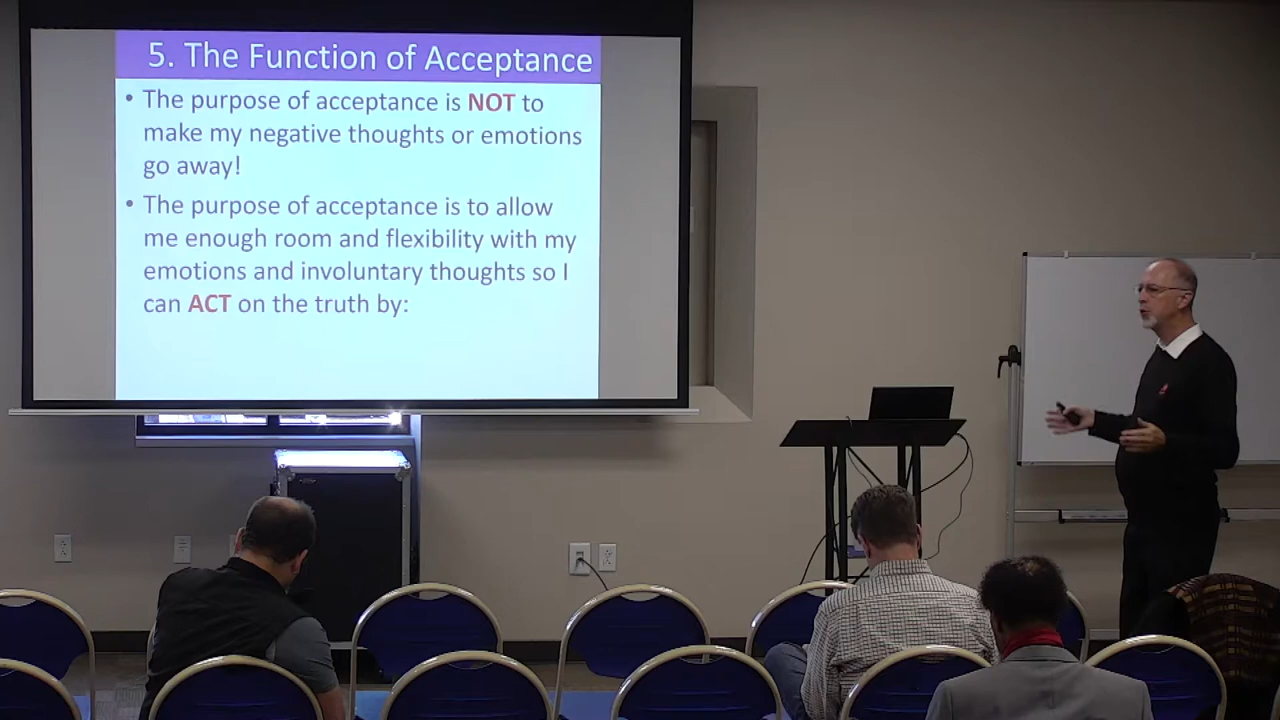 5. The Function of Acceptance
• The purpose of acceptance is NOT to
make my negative thoughts or emotions
go away!
• The purpose of acceptance is to allow
me enough room and flexibility with my
emotions and involuntary thoughts so I
can ACT on the truth by: